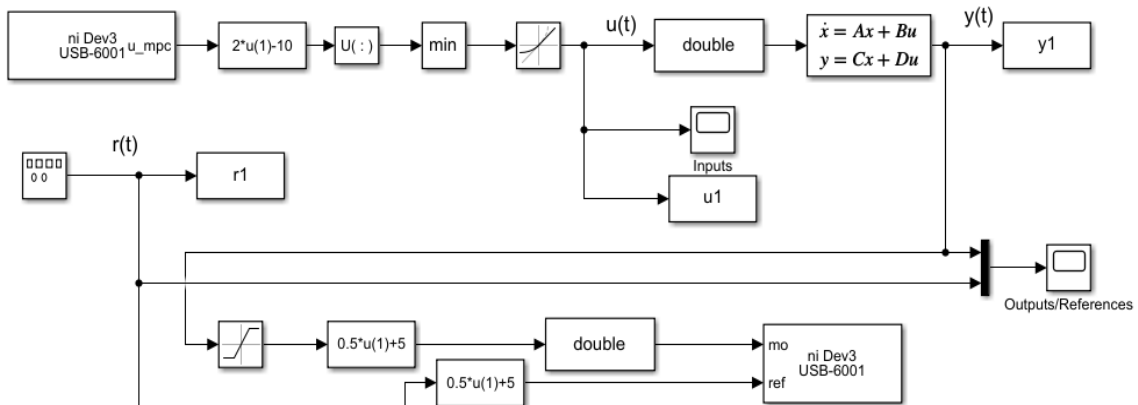 ni Dev3
USB-6001
u_mpc
2*u(1)-10
U( : )
min
u(t)
double
ẋ = Ax + Bu
y = Cx + Du
y(t)
y1
r(t)
r1
Inputs
u1
Outputs/References
0.5*u(1)+5
double
mo
ni Dev3
USB-6001
0.5*u(1)+5
ref